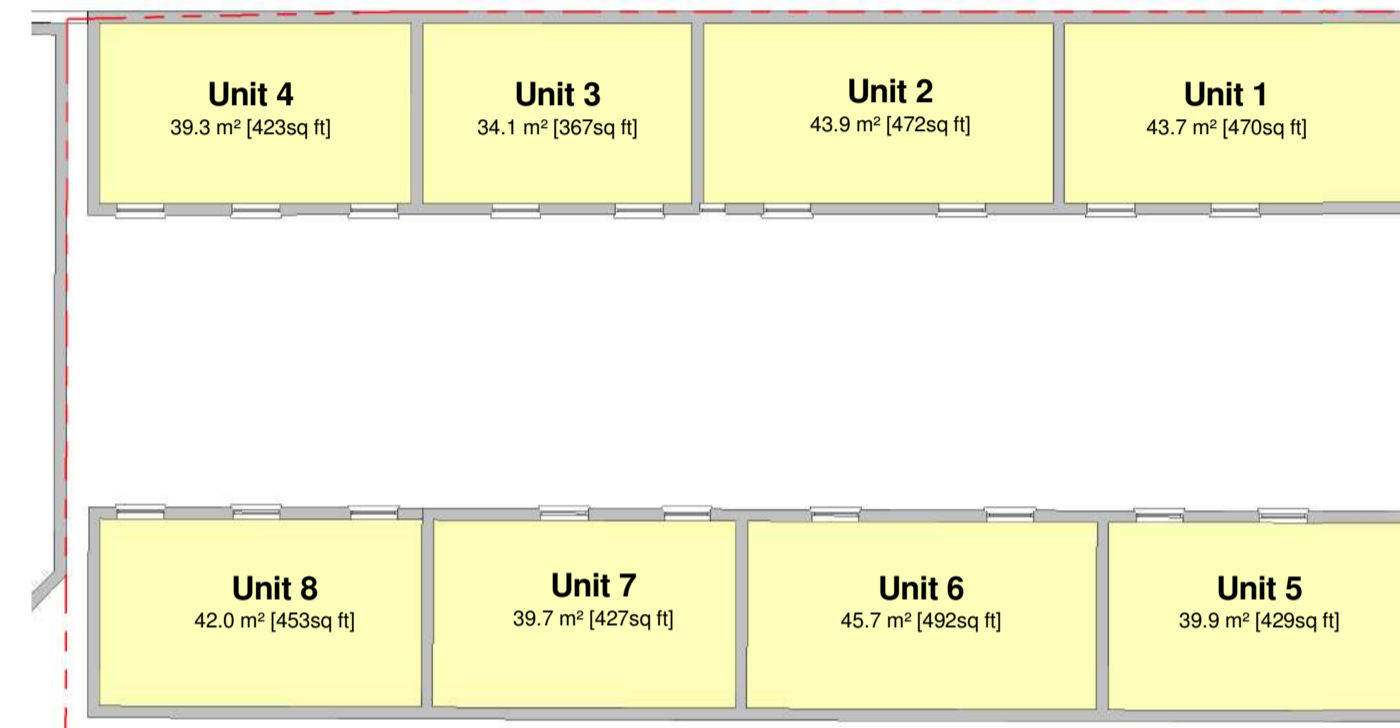 Unit 4
39.3 m² [423sq ft]
Unit 3
34.1 m² [367sq ft]
Unit 2
43.9 m² [472sq ft]
Unit 1
43.7 m² [470sq ft]
Unit 8
42.0 m² [453sq ft]
Unit 7
39.7 m² [427sq ft]
Unit 6
45.7 m² [492sq ft]
Unit 5
39.9 m² [429sq ft]